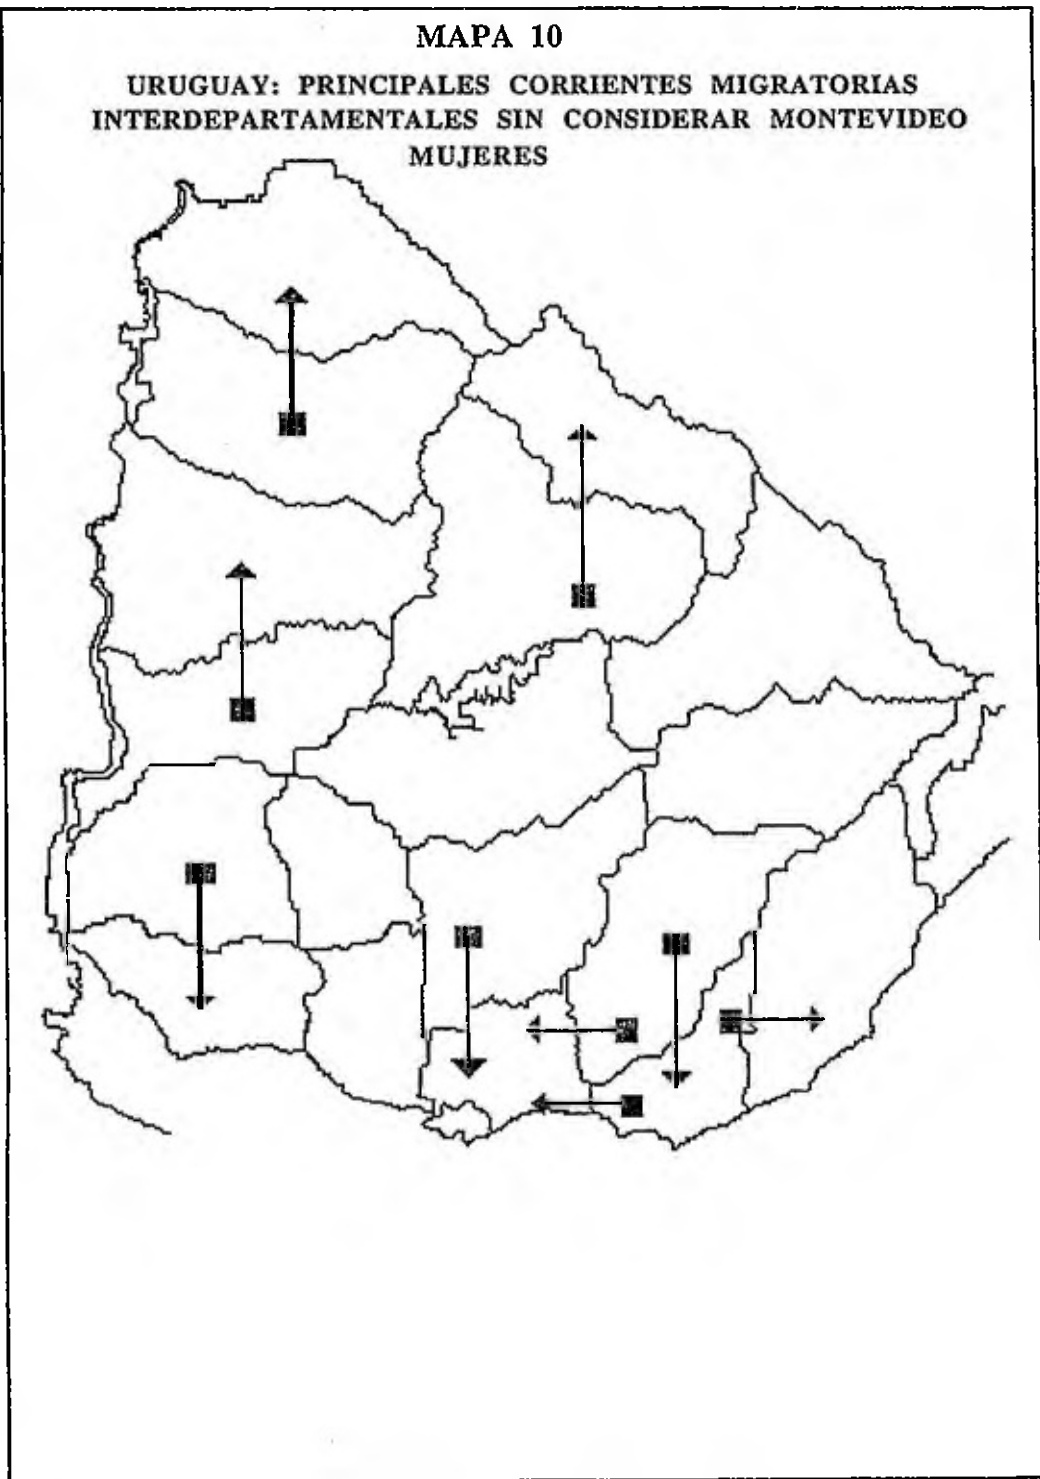 MAPA 10
URUGUAY: PRINCIPALES CORRIENTES MIGRATORIAS
INTERDEPARTAMENTALES SIN CONSIDERAR MONTEVIDEO
MUJERES